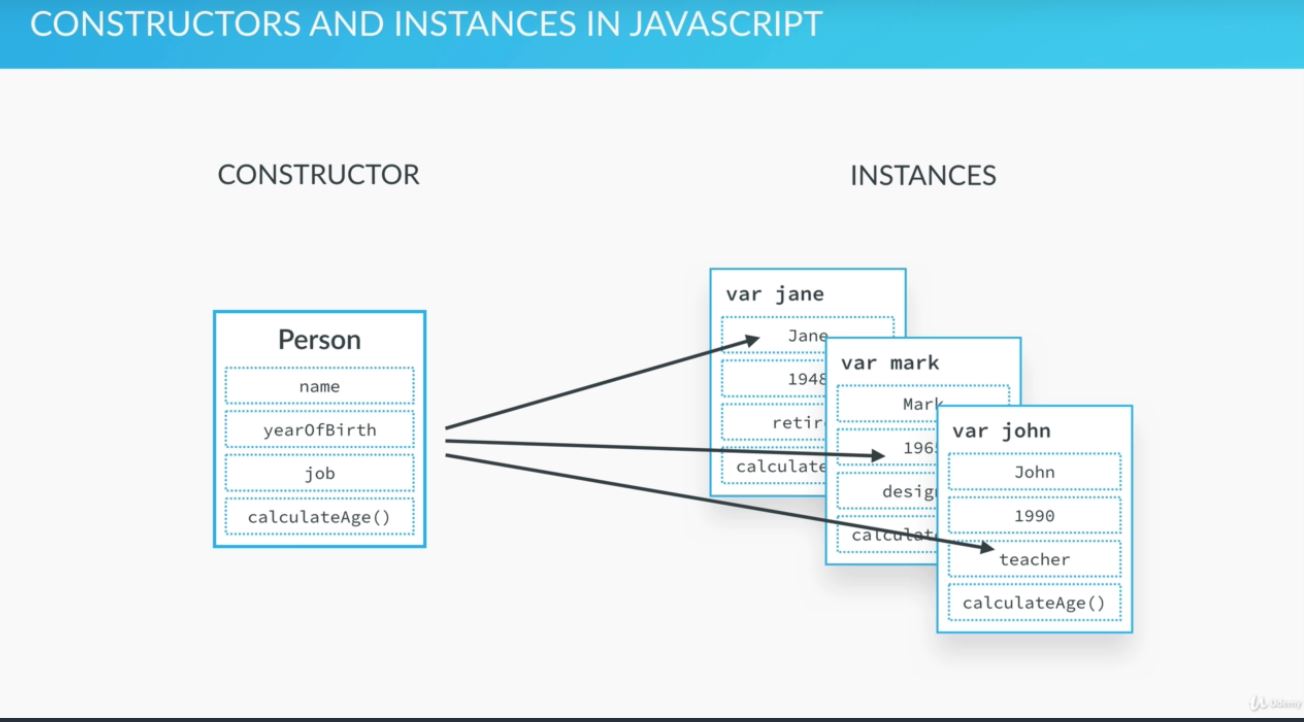 CONSTRUCTORS AND INSTANCES IN JAVASCRIPT
CONSTRUCTOR
INSTANCES
Person
name
yearOfBirth
job
calculateAge()
var jane
Jane
1948
retir
calculate
var mark
Mark
196
desig
calculat
var john
John
1990
teacher
calculateAge()
Udemy